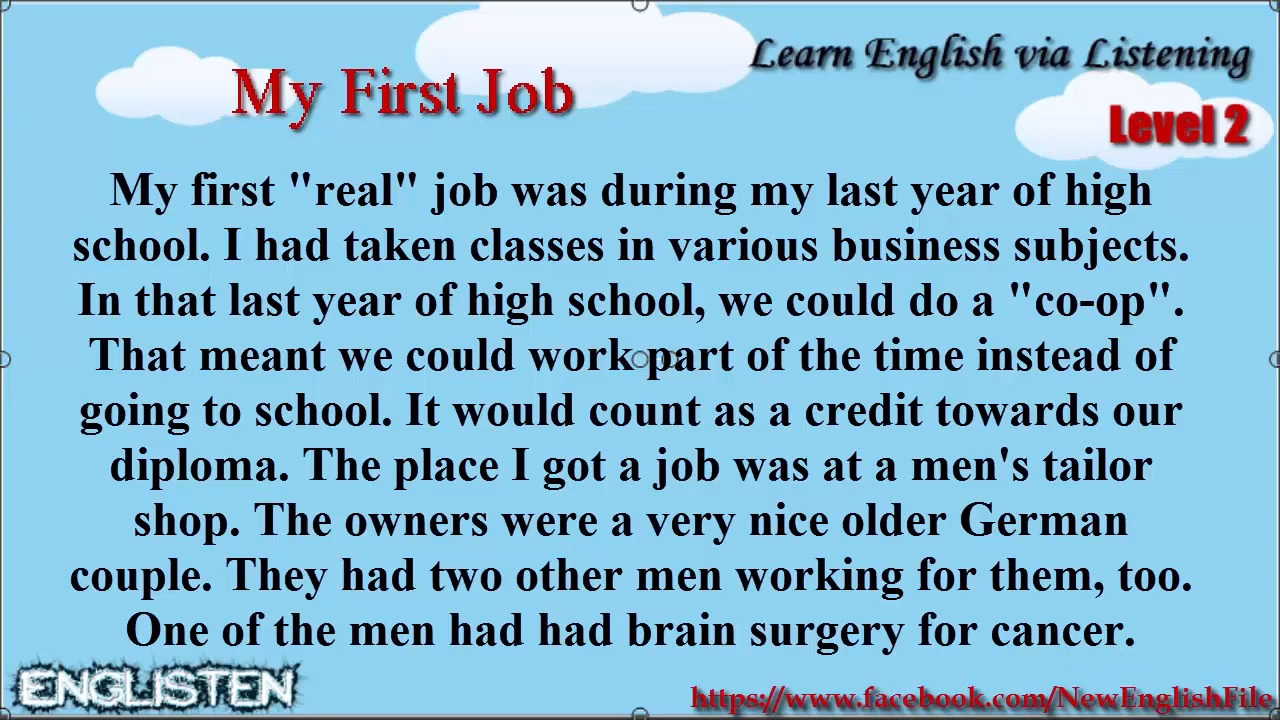 Learn English via Listening
My First Job
Level 2
My first "real" job was during my last year of high
school. I had taken classes in various business subjects.
In that last year of high school, we could do a "co-op".
That meant we could work part of the time instead of
going to school. It would count as a credit towards our
diploma. The place I got a job was at a men's tailor
shop. The owners were a very nice older German
couple. They had two other men working for them, too.
One of the men had had brain surgery for cancer.
ENGLISTEN
https://www.facebook.com/NewEnglishFile